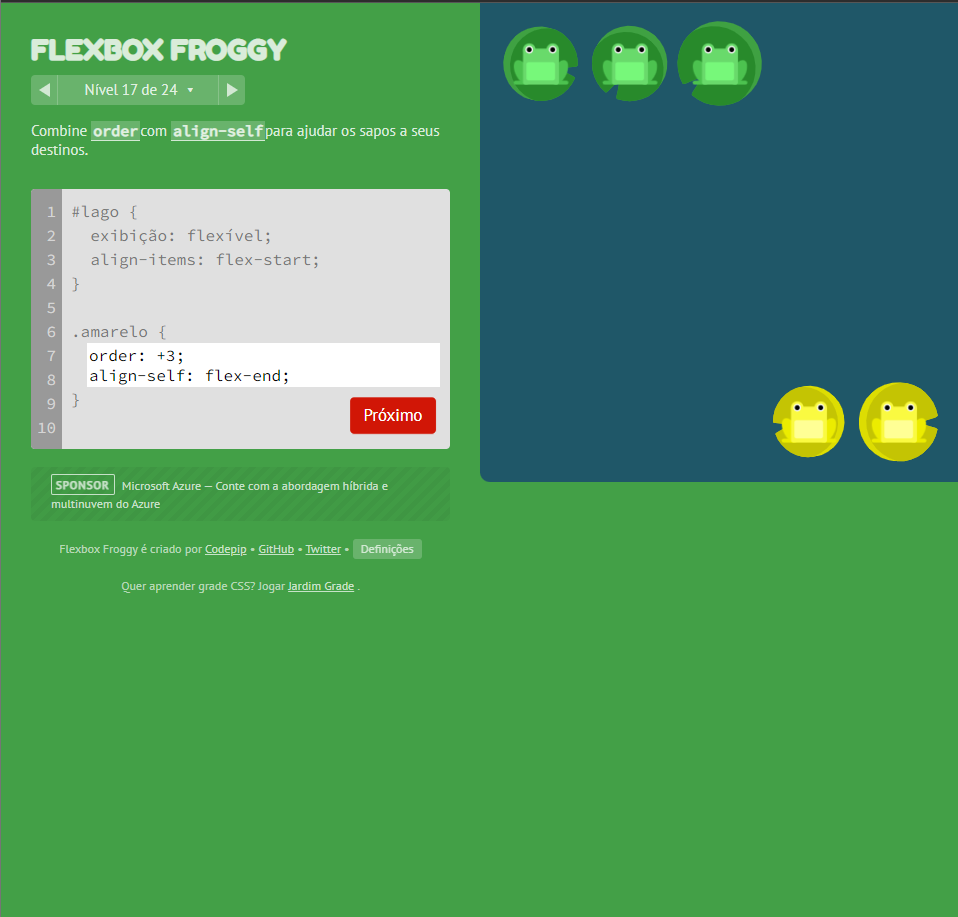 FLEXBOX FROGGY
Nível 17 de 24
Combine order com align-self para ajudar os sapos a seus
destinos.
1 #lago {
2 exibição: flexível;
3 align-items: flex-start;
4 }
5
6 .amarelo {
7 order: +3;
8 align-self: flex-end;
9 }
10
Próximo
SPONSOR Microsoft Azure — Conte com a abordagem híbrida e
multinuvem do Azure
Flexbox Froggy é criado por Codepip • GitHub • Twitter • Definições
Quer aprender grade CSS? Jogar Jardim Grade .